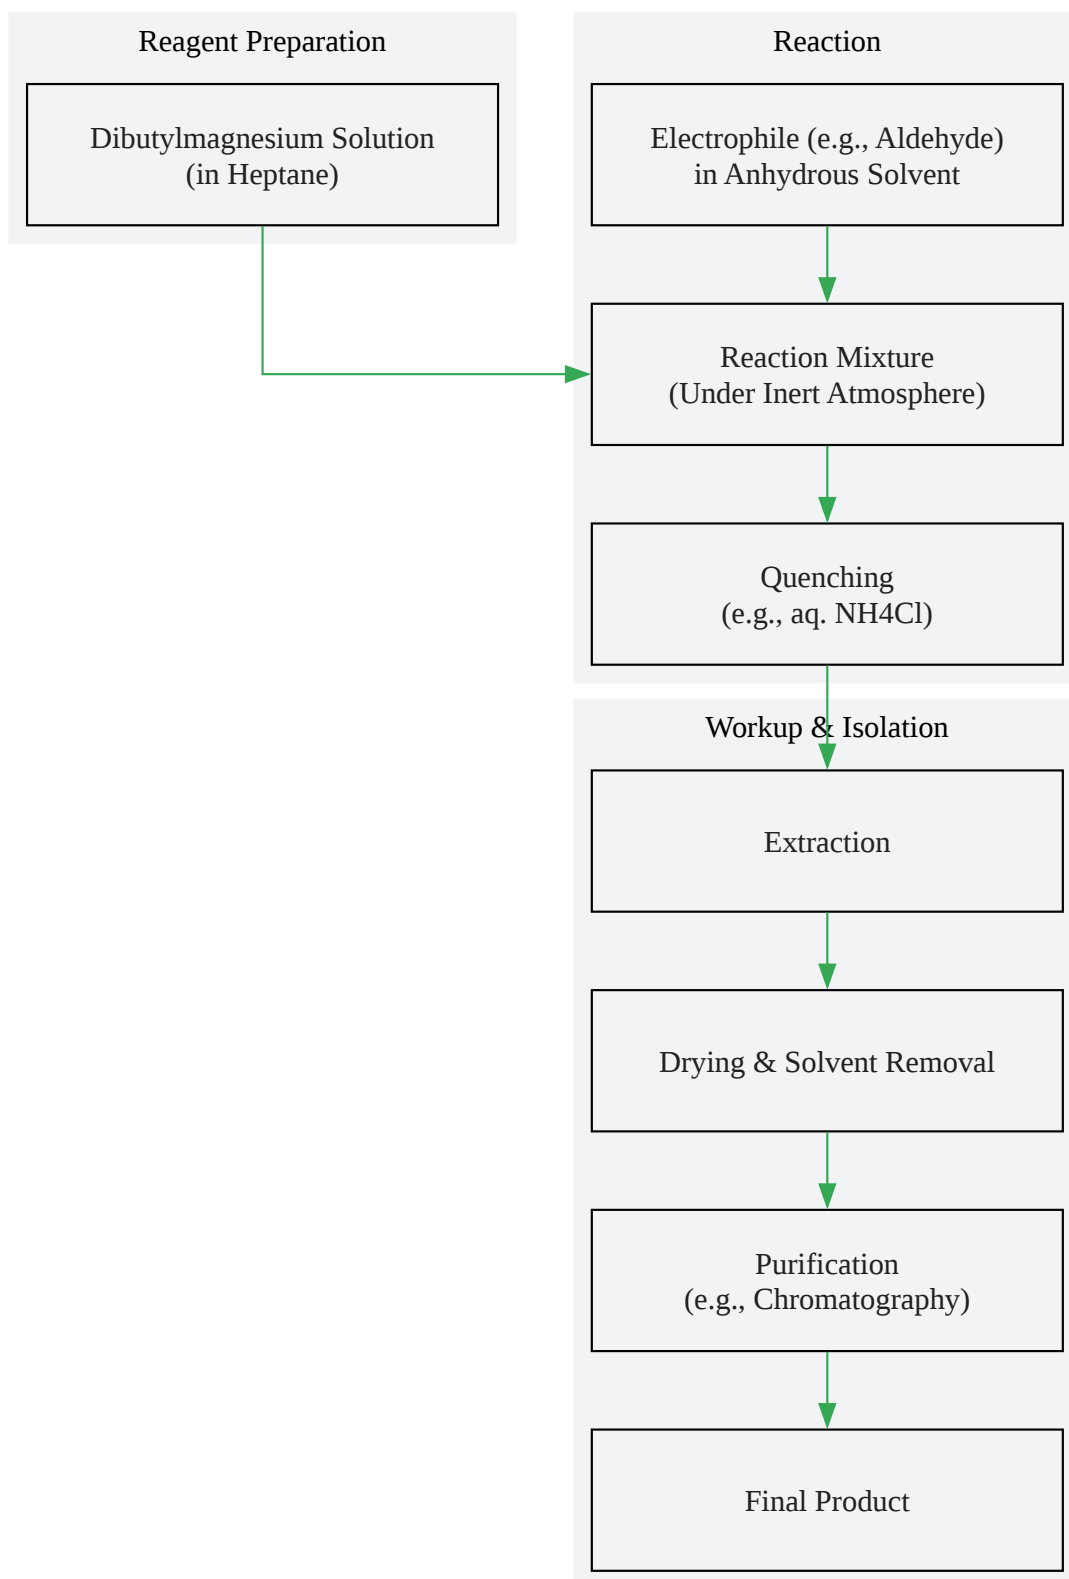 Reagent Preparation
Dibutylmagnesium Solution
(in Heptane)
Reaction
Electrophile (e.g., Aldehyde)
in Anhydrous Solvent
Reaction Mixture
(Under Inert Atmosphere)
Quenching
(e.g., aq. NH4Cl)
Workup & Isolation
Extraction
Drying & Solvent Removal
Purification
(e.g., Chromatography)
Final Product